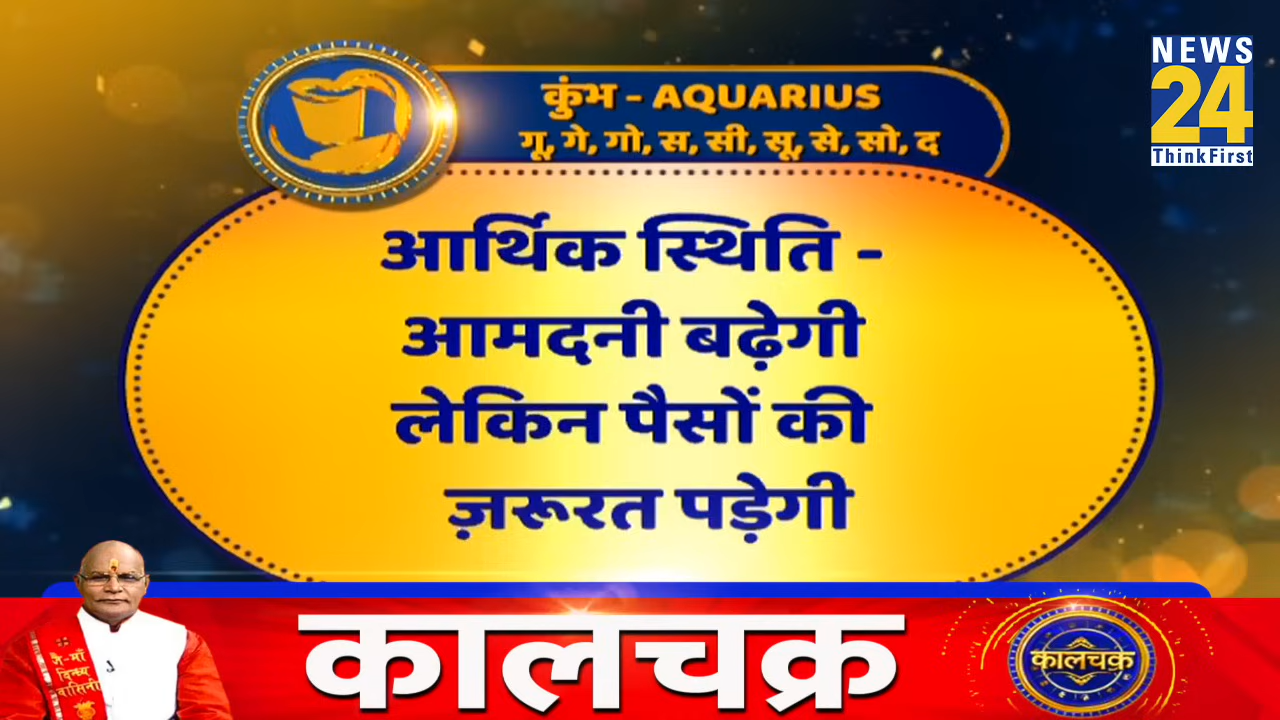 कुंभ - AQUARIUS
गू, गे, गो, स, सी, सू, से, सो, द
NEWS
24
ThinkFirst
आर्थिक स्थिति -
आमदनी बढ़ेगी
लेकिन पैसों की
ज़रूरत पड़ेगी
जै-माँ
विन्ध्य
वासिनी
कालचक्र
कालचक्र